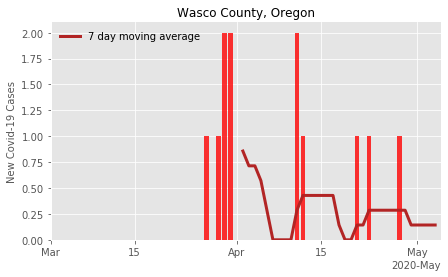 Wasco County, Oregon
7 day moving average
New Covid-19 Cases
2.00
1.75
1.50
1.25
1.00
0.75
0.50
0.25
0.00
Mar
15
Apr
15
May
2020-May